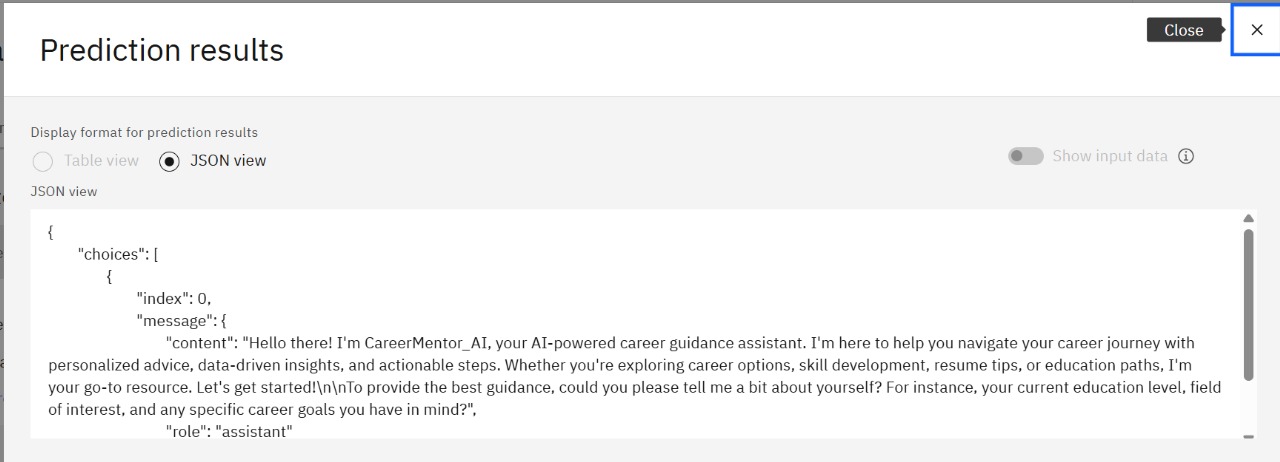 Close
Prediction results
Display format for prediction results
Table view JSON view
Show input data
JSON view
{
"choices": [
{
"index": 0,
"message": {
"content": "Hello there! I'm CareerMentor_AI, your AI-powered career guidance assistant. I'm here to help you navigate your career journey with
personalized advice, data-driven insights, and actionable steps. Whether you're exploring career options, skill development, resume tips, or education paths, I'm
your go-to resource. Let's get started!\n\nTo provide the best guidance, could you please tell me a bit about yourself? For instance, your current education level, field
of interest, and any specific career goals you have in mind?",
"role": "assistant"